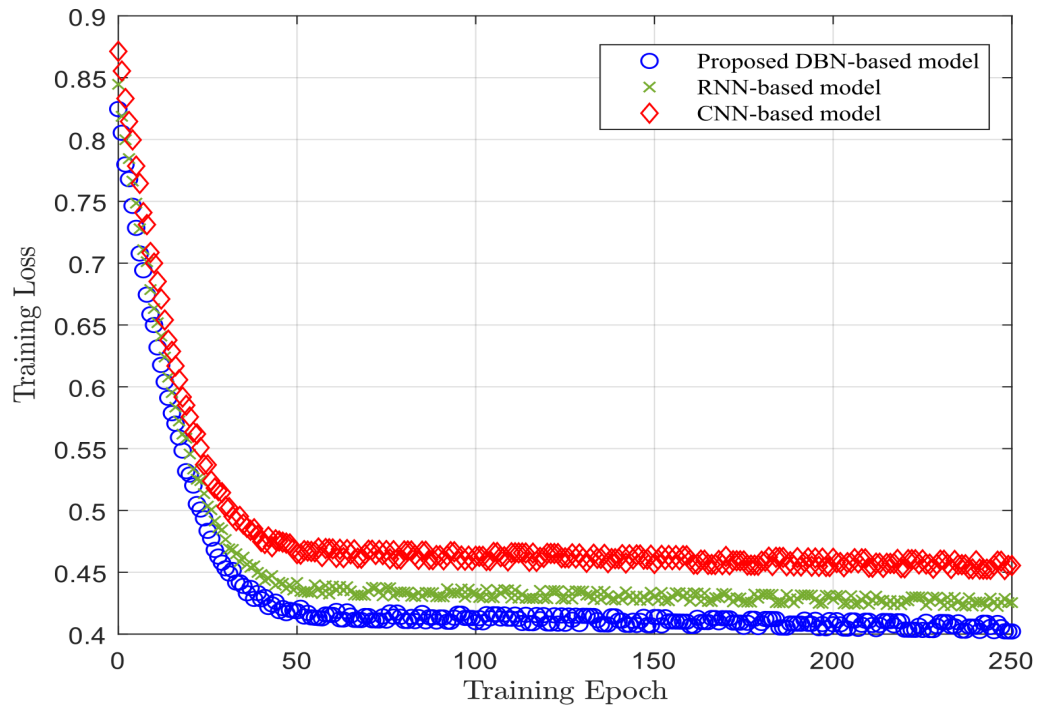 0.9
0.85
0.8
0.75
0.7
0.65
0.6
0.55
0.5
0.45
0.4
Training Loss
Proposed DBN-based model
RNN-based model
CNN-based model
0 50 100 150 200 250
Training Epoch